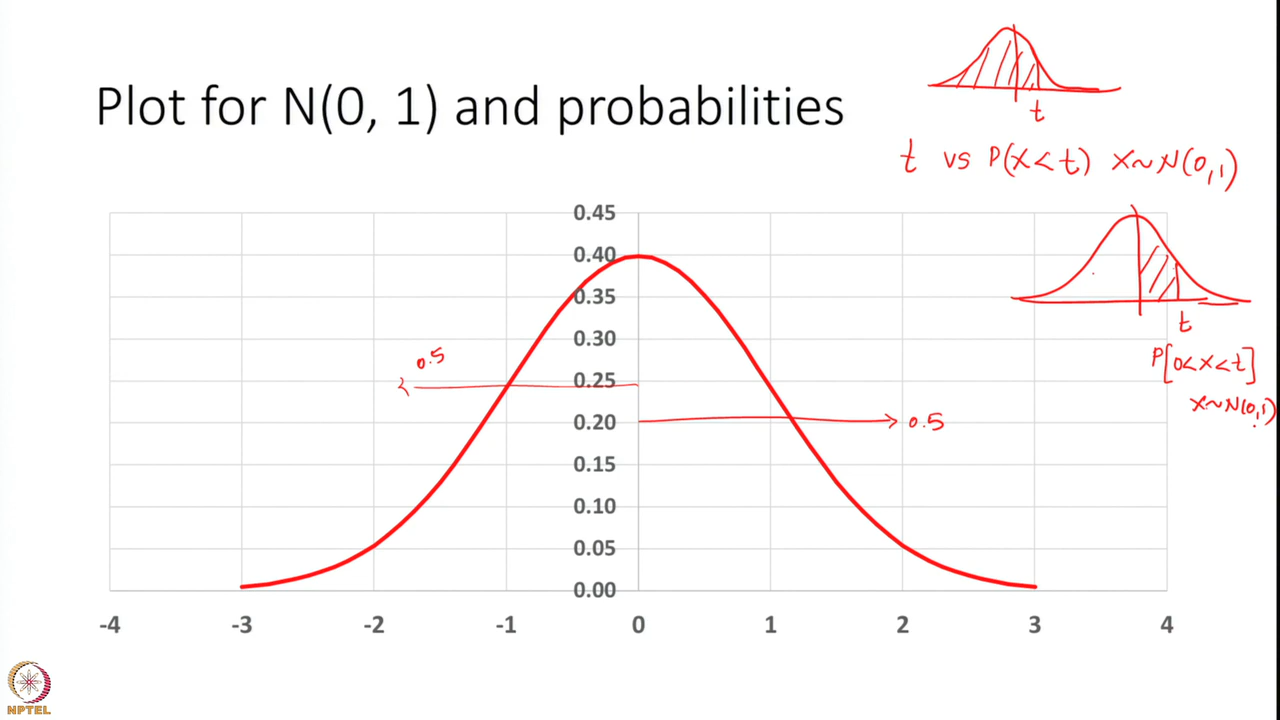 Plot for N(0, 1) and probabilities
t
t vs P(X<t) X~N(0,1)
0.45
0.40
0.35
0.30
0.25
0.20
0.15
0.10
0.05
0.00
-4 -3 -2 -1 0 1 2 3 4
0.5
0.5
t
P[0<X<t]
X~N(0,1)
NPTEL